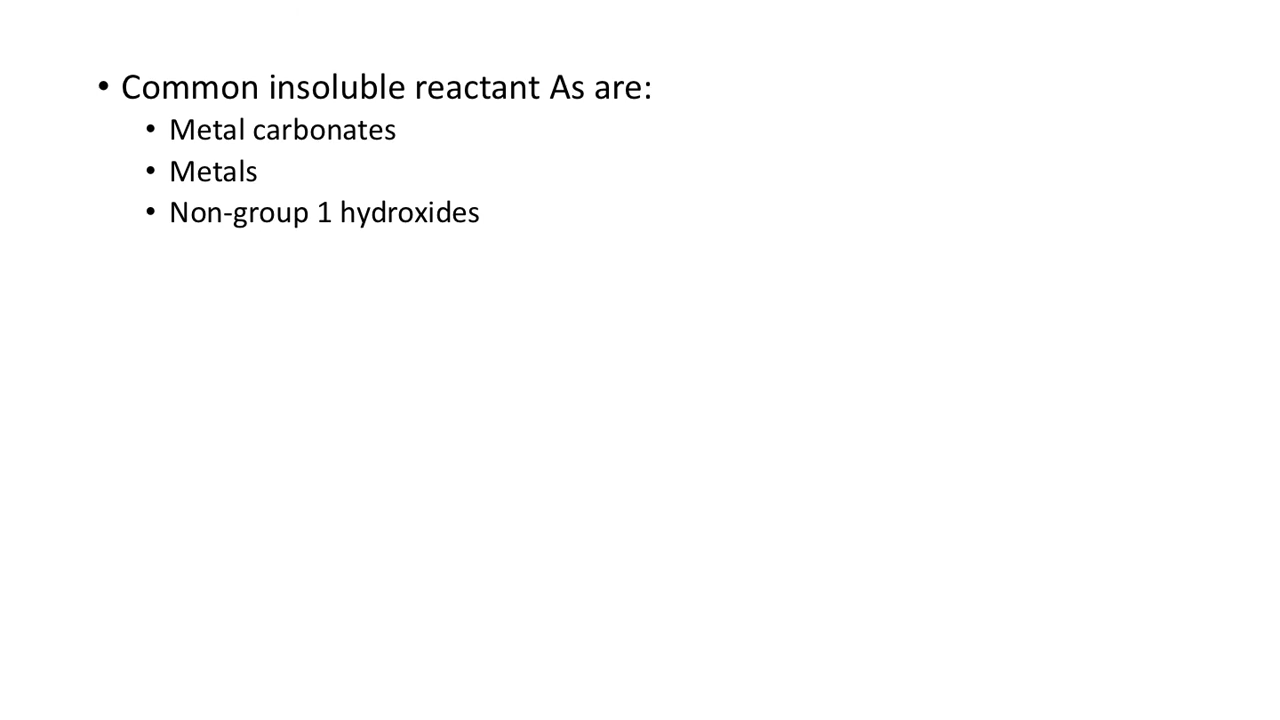 • Common insoluble reactant As are:
• Metal carbonates
• Metals
• Non-group 1 hydroxides